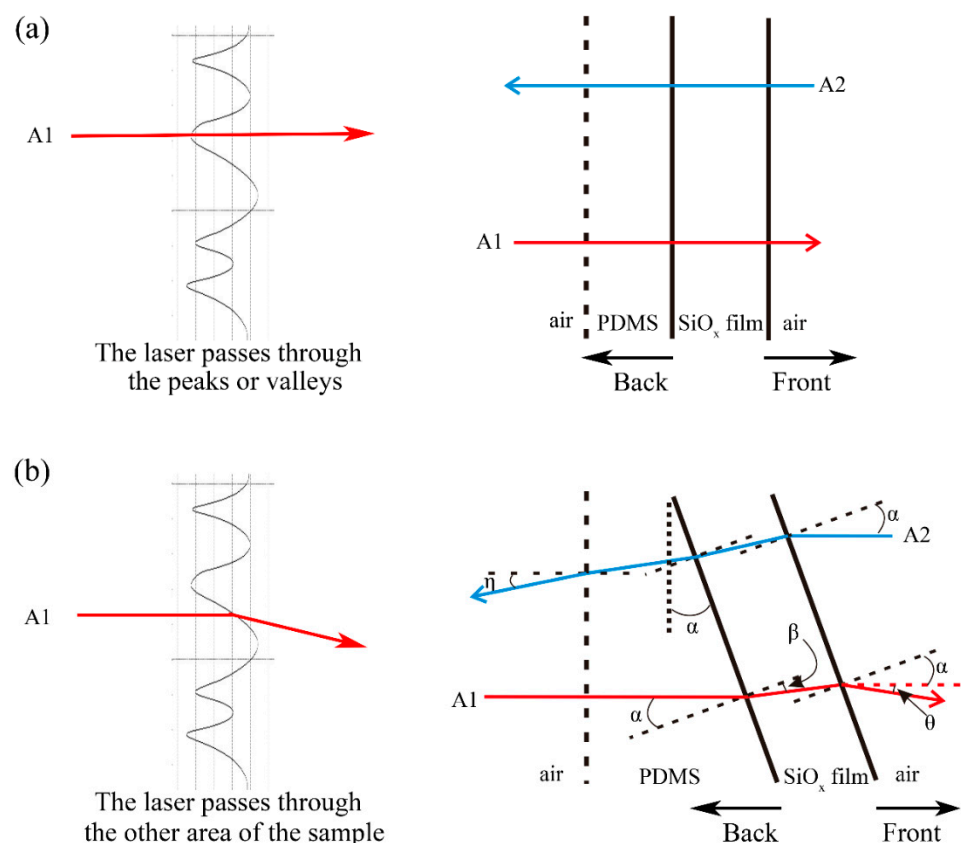 (a)
A1
The laser passes through
the peaks or valleys
A2
A1
air PDMS SiOₓ film air
Back Front
(b)
A1
The laser passes through
the other area of the sample
α
A2
η
α
β
α
A1
α
θ
air PDMS SiOₓ film air
Back Front